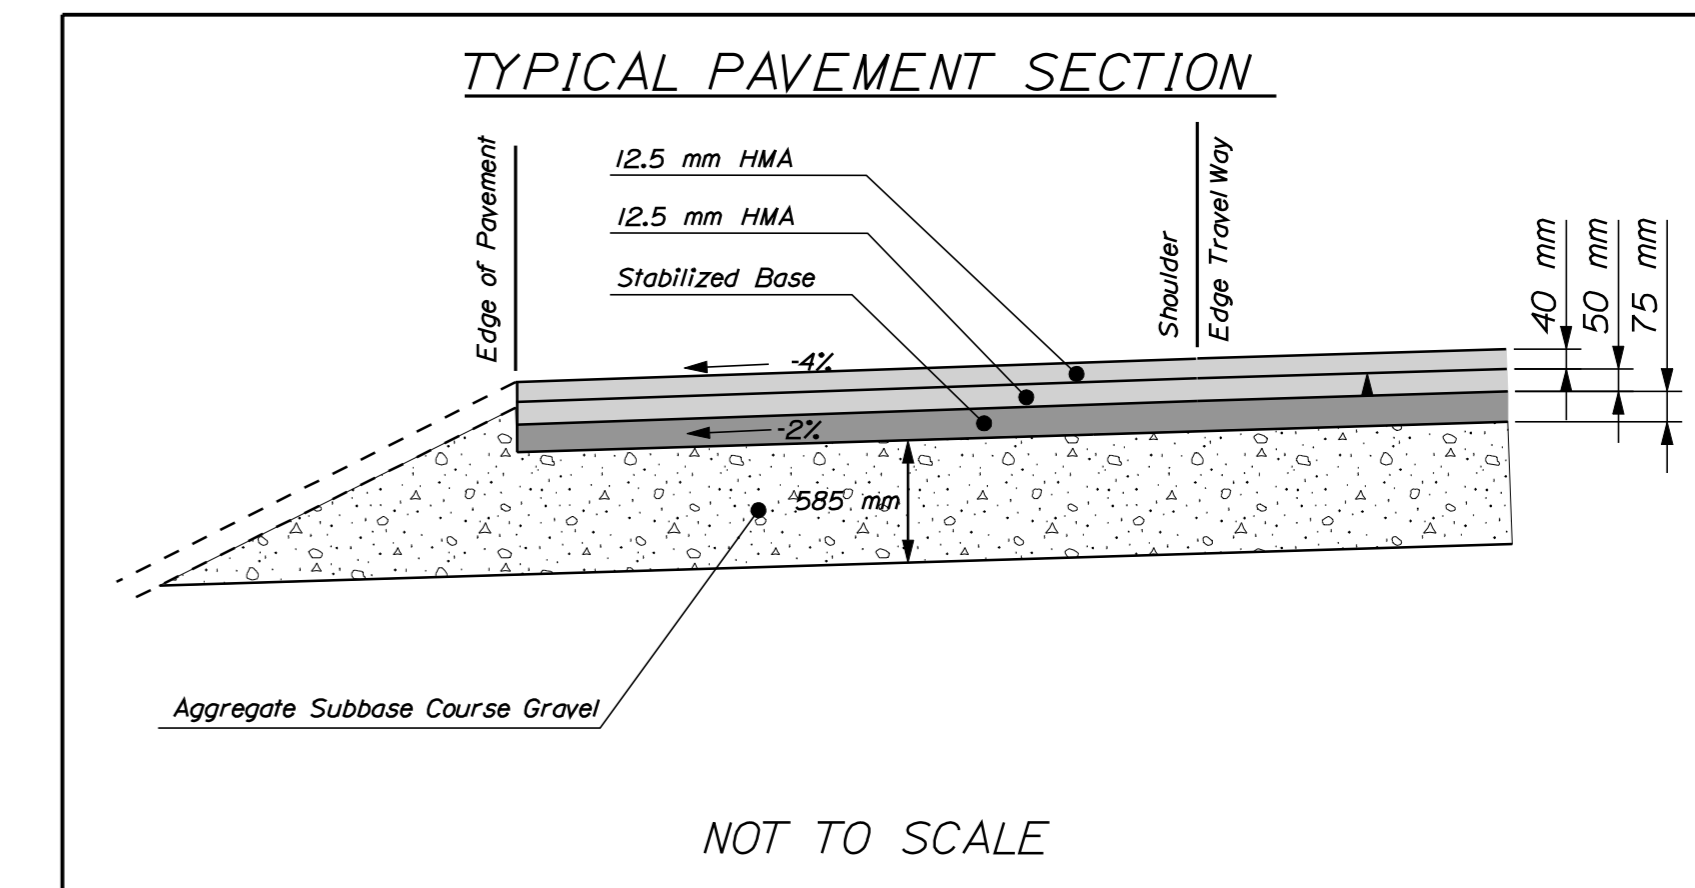 TYPICAL PAVEMENT SECTION
Edge of Pavement
12.5 mm HMA
12.5 mm HMA
Stabilized Base
Shoulder
Edge Travel Way
40 mm
50 mm
75 mm
-4%
-2%
585 mm
Aggregate Subbase Course Gravel
NOT TO SCALE